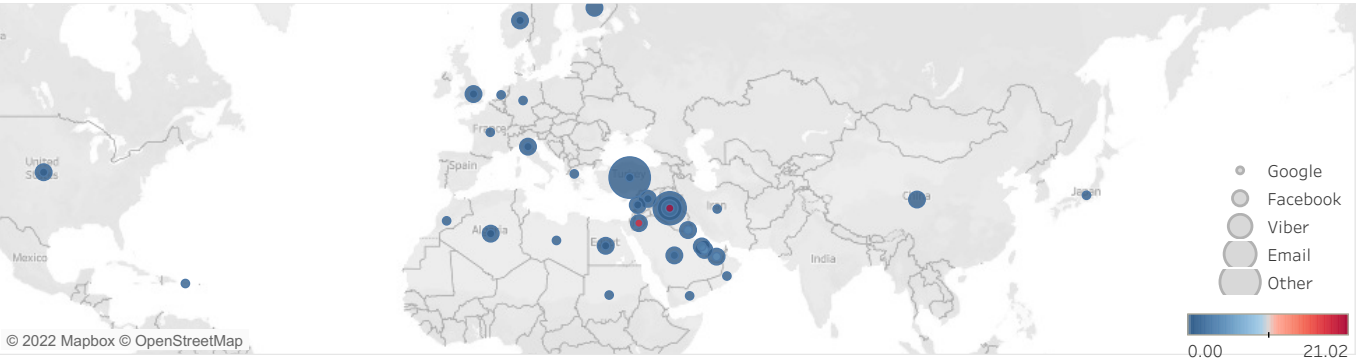 United
States
Mexico
France
Spain
Algeria
Egypt
Turkey
Iran
India
China
Japan
Google
Facebook
Viber
Email
Other
0.00 21.02
© 2022 Mapbox © OpenStreetMap